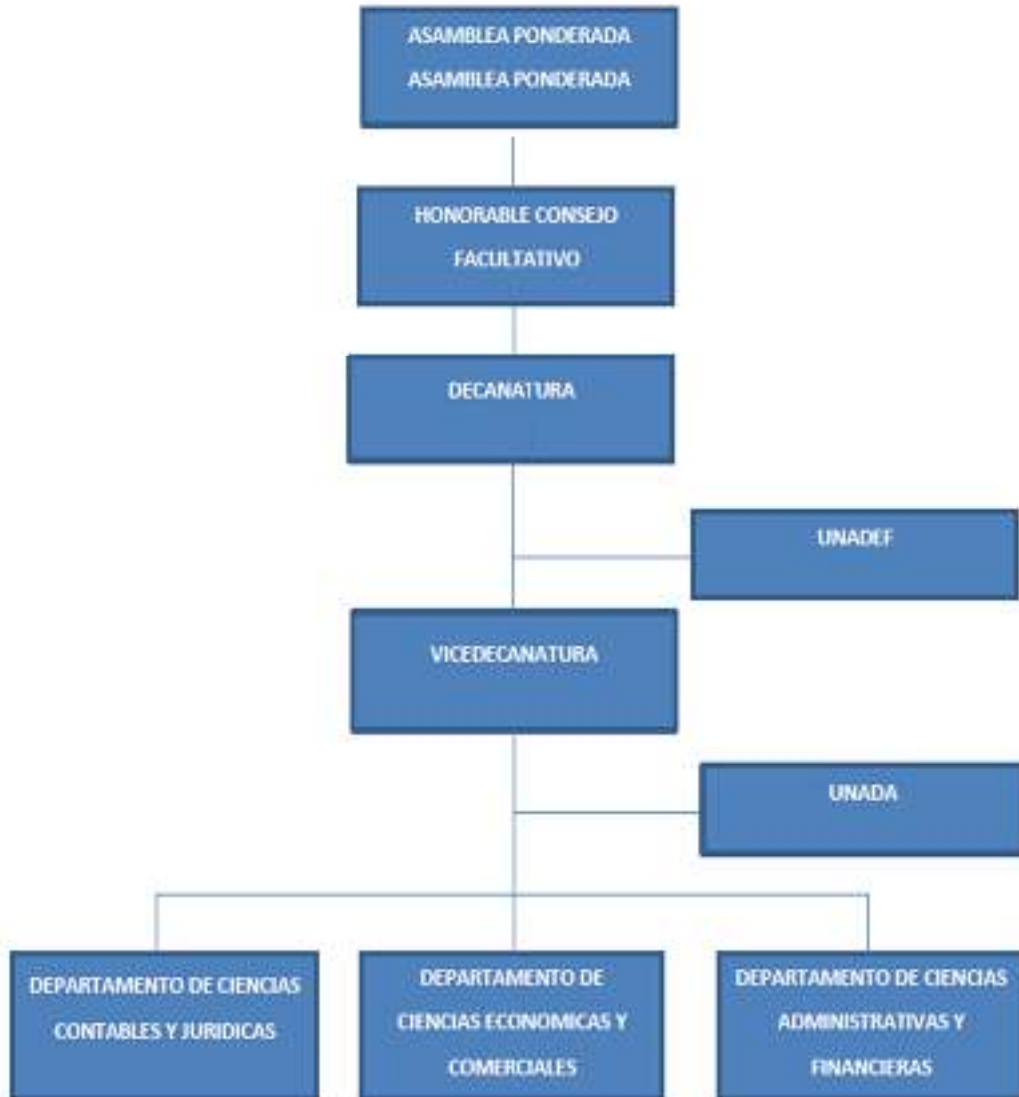 ASAMBLEA PONDERADA
ASAMBLEA PONDERADA
HONORABLE CONSEJO
FACULTATIVO
DECANATURA
UNADEF
VICEDECANATURA
UNADA
DEPARTAMENTO DE CIENCIAS
CONTABLES Y JURIDICAS
DEPARTAMENTO DE
CIENCIAS ECONOMICAS Y
COMERCIALES
DEPARTAMENTO DE CIENCIAS
ADMINISTRATIVAS Y
FINANCIERAS